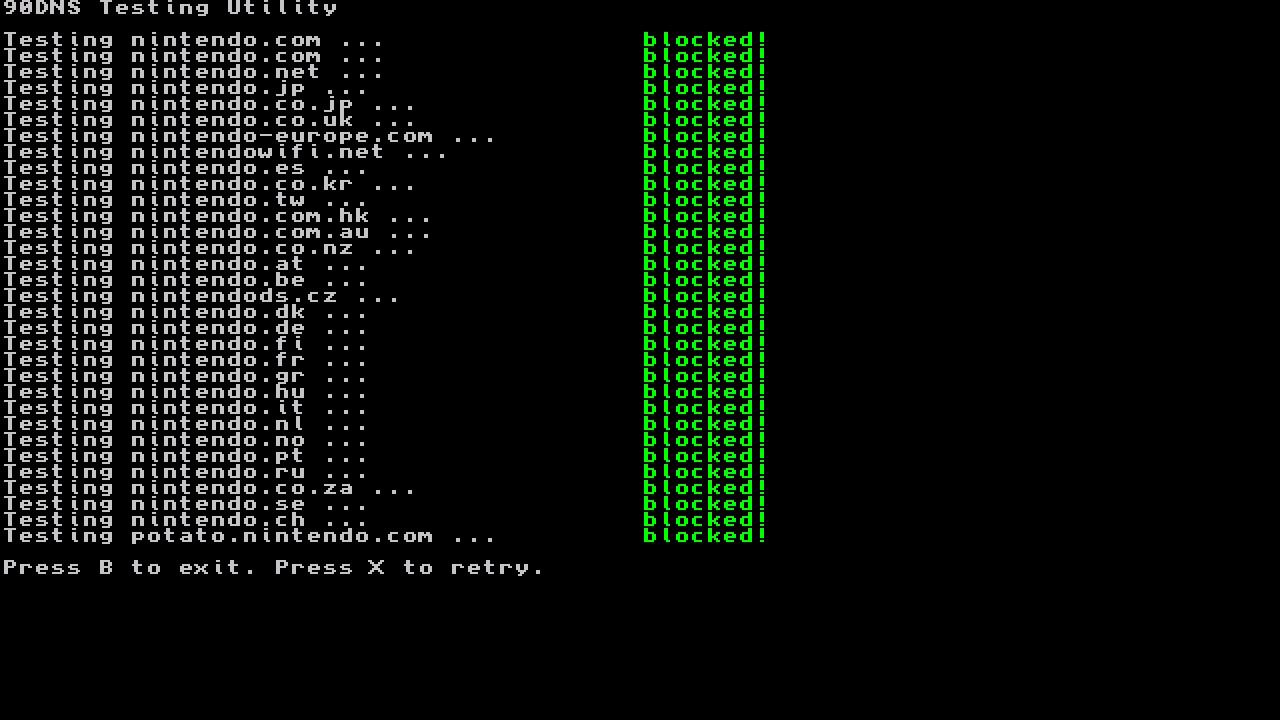 90DNS Testing Utility
Testing nintendo.com ... blocked!
Testing nintendo.com ... blocked!
Testing nintendo.net ... blocked!
Testing nintendo.jp ... blocked!
Testing nintendo.co.jp ... blocked!
Testing nintendo.co.uk ... blocked!
Testing nintendo-europe.com ... blocked!
Testing nintendowifi.net ... blocked!
Testing nintendo.es ... blocked!
Testing nintendo.co.kr ... blocked!
Testing nintendo.tw ... blocked!
Testing nintendo.com.hk ... blocked!
Testing nintendo.com.au ... blocked!
Testing nintendo.co.nz ... blocked!
Testing nintendo.at ... blocked!
Testing nintendo.be ... blocked!
Testing nintendods.cz ... blocked!
Testing nintendo.dk ... blocked!
Testing nintendo.de ... blocked!
Testing nintendo.fi ... blocked!
Testing nintendo.fr ... blocked!
Testing nintendo.gr ... blocked!
Testing nintendo.hu ... blocked!
Testing nintendo.it ... blocked!
Testing nintendo.nl ... blocked!
Testing nintendo.no ... blocked!
Testing nintendo.pt ... blocked!
Testing nintendo.ru ... blocked!
Testing nintendo.co.za ... blocked!
Testing nintendo.se ... blocked!
Testing nintendo.ch ... blocked!
Testing potato.nintendo.com ... blocked!
Press B to exit. Press X to retry.